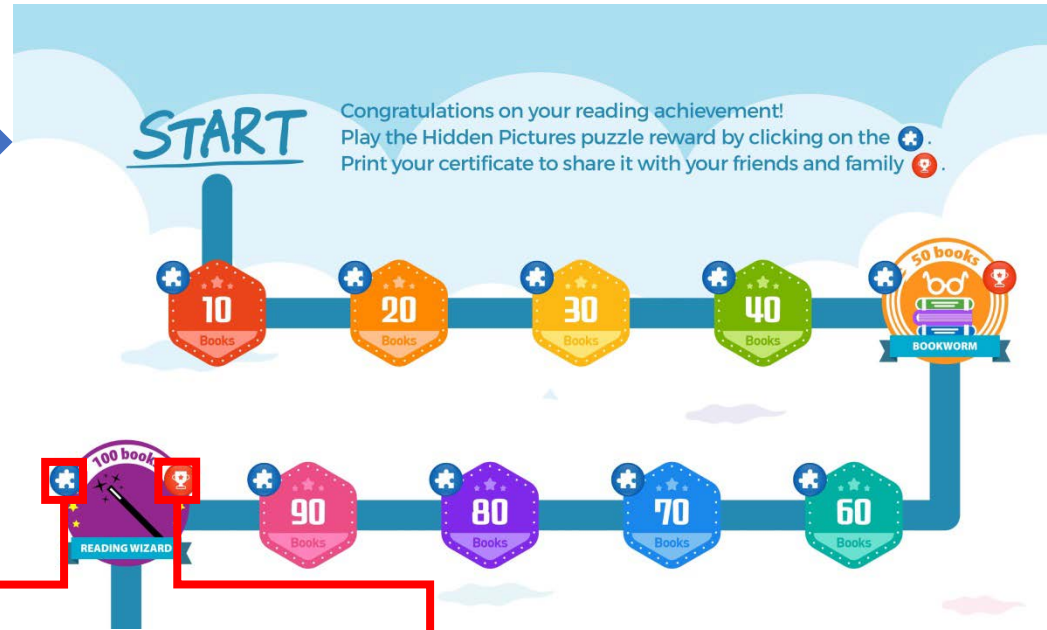 START
Congratulations on your reading achievement!
Play the Hidden Pictures puzzle reward by clicking on the .
Print your certificate to share it with your friends and family .
10
Books
20
Books
30
Books
40
Books
50 books
BOOKWORM
100 books
READING WIZARD
90
Books
80
Books
70
Books
60
Books